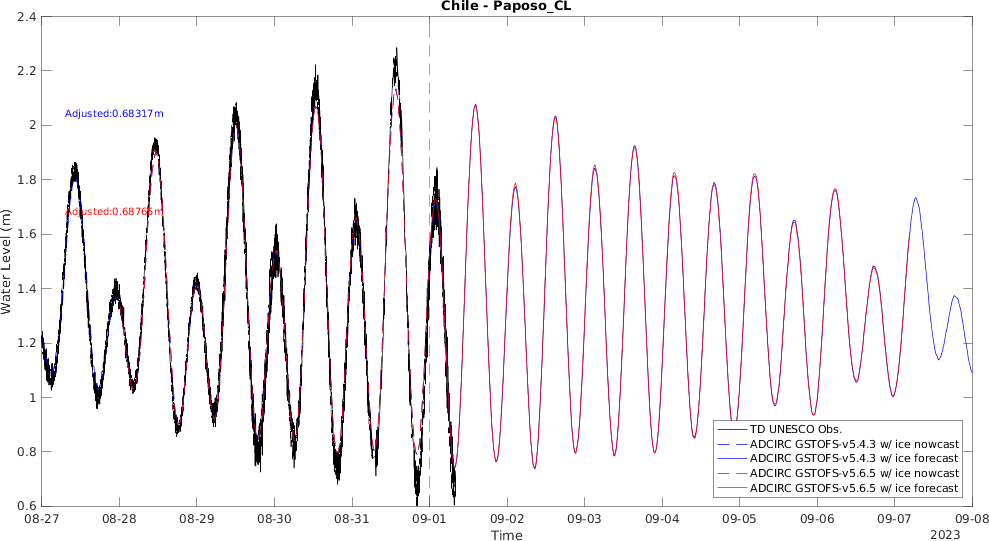 Chile - Paposo_CL
2.4
2.2
2
1.8
1.6
1.4
1.2
1
0.8
0.6
Water Level (m)
Adjusted:0.68317m
Adjusted:0.68765m
TD UNESCO Obs.
ADCIRC GSTOFS-v5.4.3 w/ ice nowcast
ADCIRC GSTOFS-v5.4.3 w/ ice forecast
ADCIRC GSTOFS-v5.6.5 w/ ice nowcast
ADCIRC GSTOFS-v5.6.5 w/ ice forecast
08-27 08-28 08-29 08-30 08-31 09-01 09-02 09-03 09-04 09-05 09-06 09-07 09-08
Time
2023